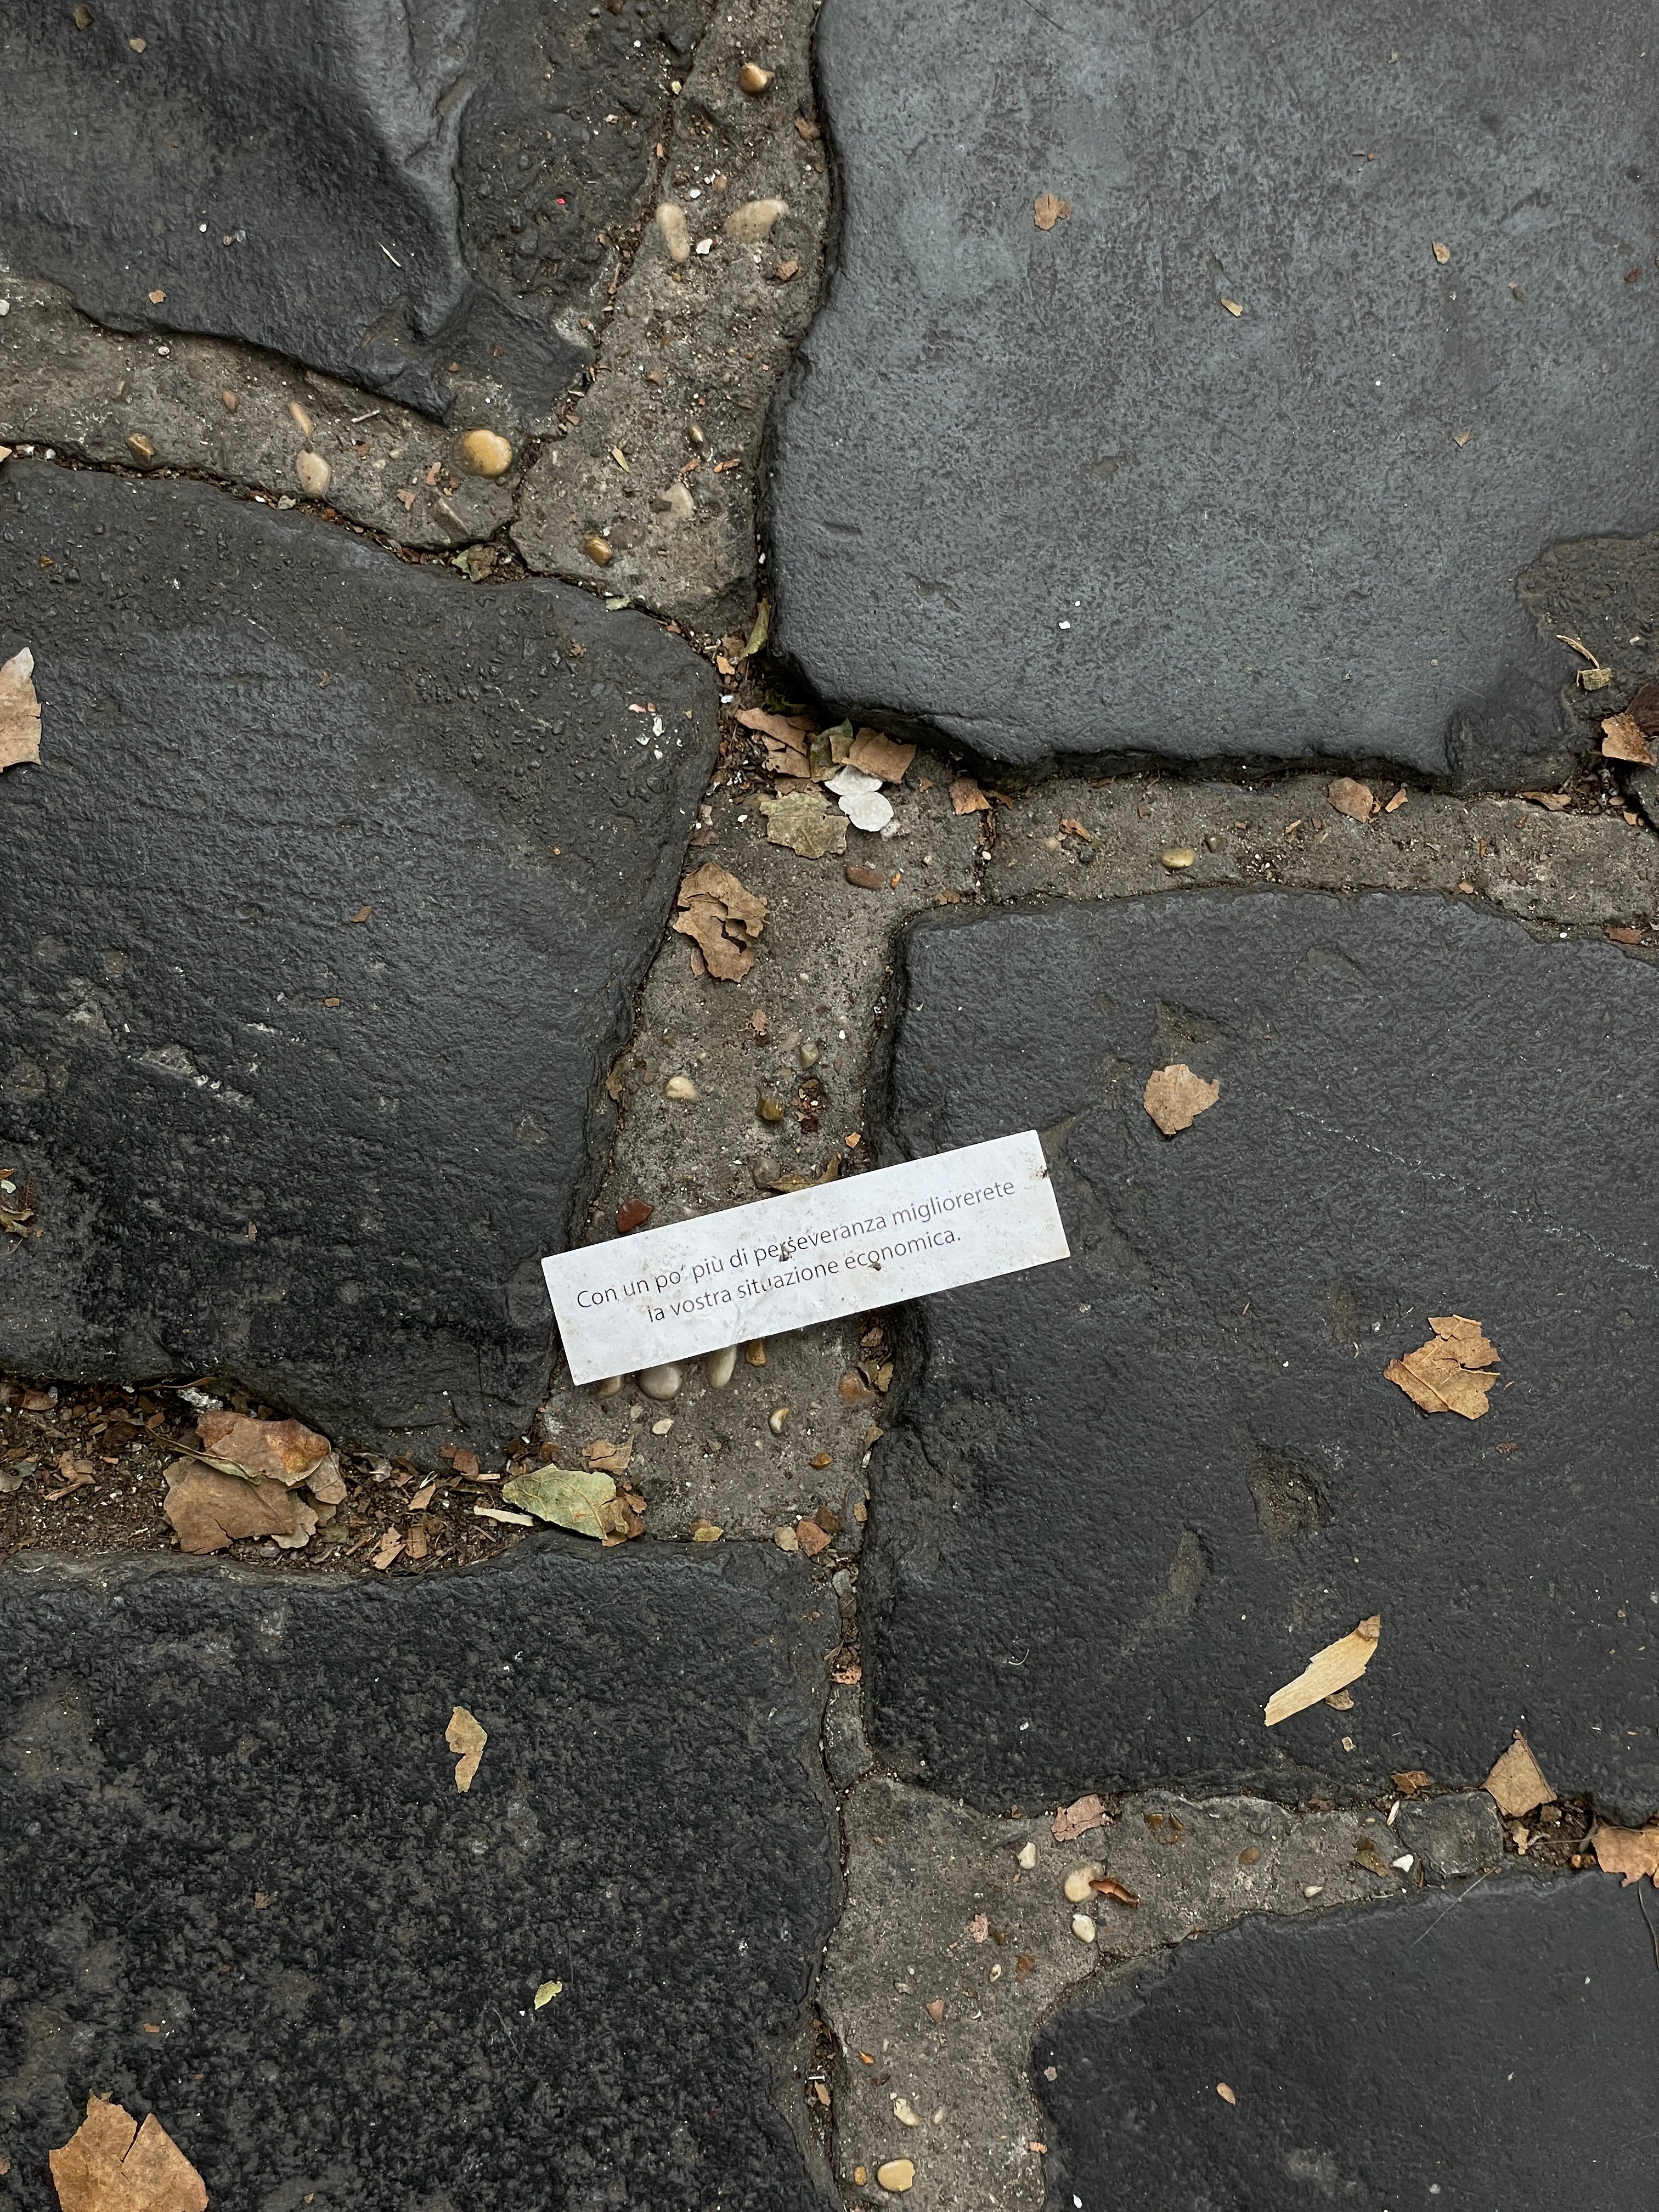 Con un po' più di perseveranza migliorerete
la vostra situazione economica.